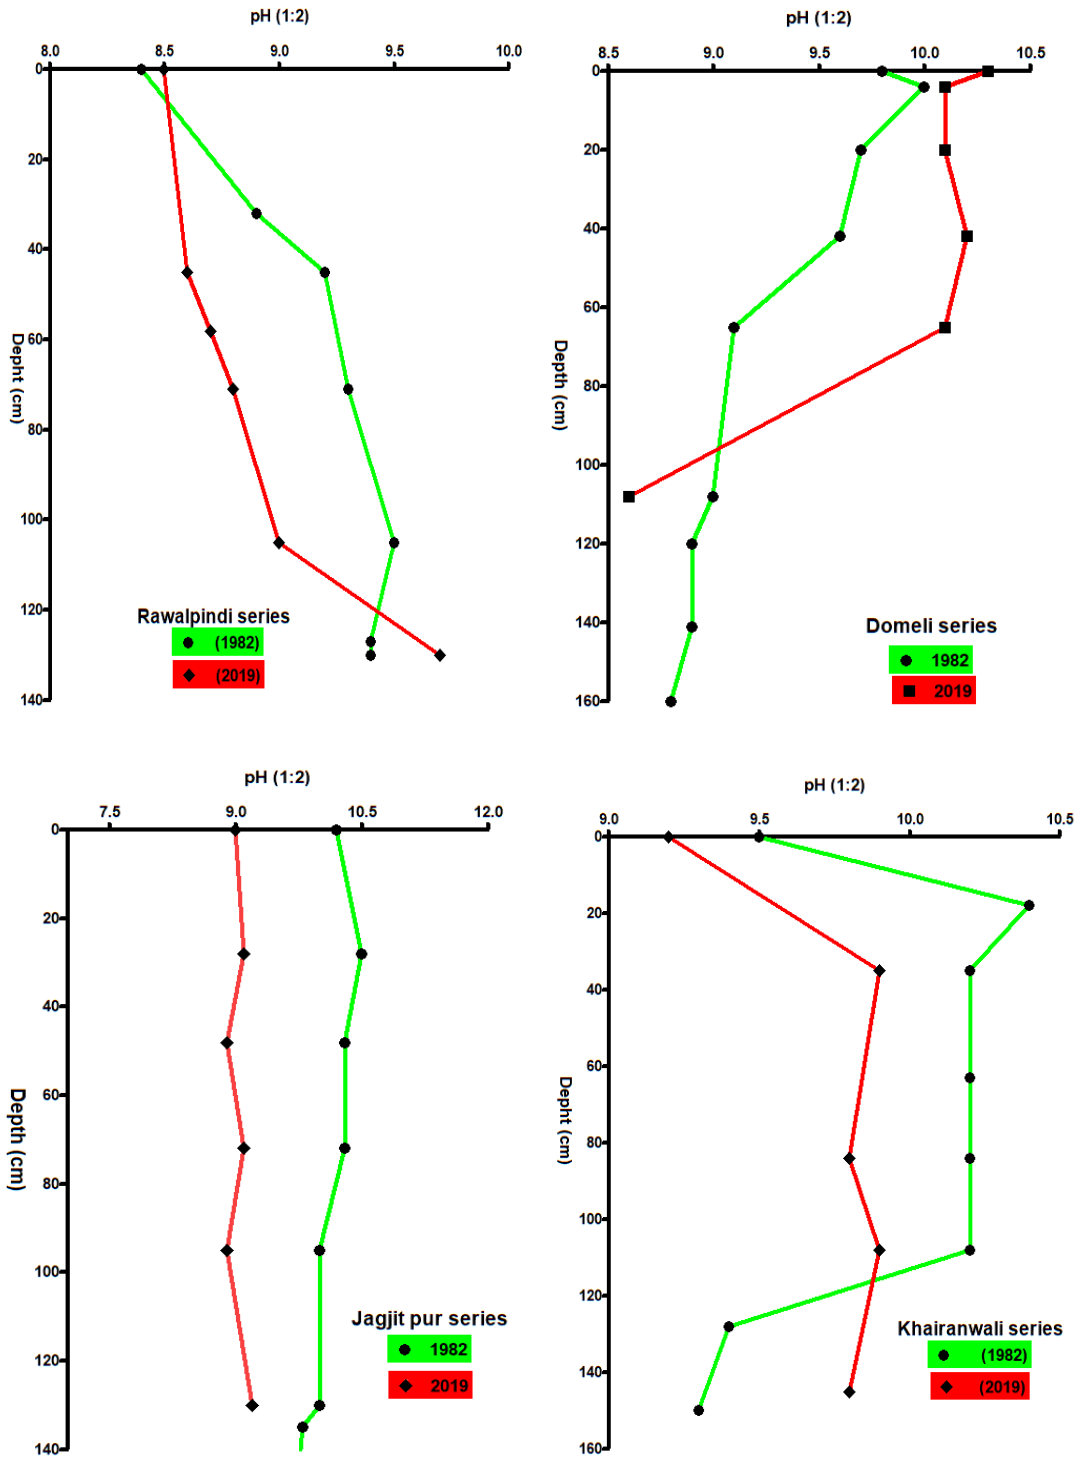 pH (1:2)
8.0 8.5 9.0 9.5 10.0
0
20
40
60
80
100
120
140
Depht (cm)
Rawalpindi series
(1982)
(2019)
pH (1:2)
8.5 9.0 9.5 10.0 10.5
0
20
40
60
80
100
120
140
160
Depth (cm)
Domeli series
1982
2019
pH (1:2)
7.5 9.0 10.5 12.0
0
20
40
60
80
100
120
140
Depth (cm)
Jagjit pur series
1982
2019
pH (1:2)
9.0 9.5 10.0 10.5
0
20
40
60
80
100
120
140
160
Depht (cm)
Khairanwali series
(1982)
(2019)